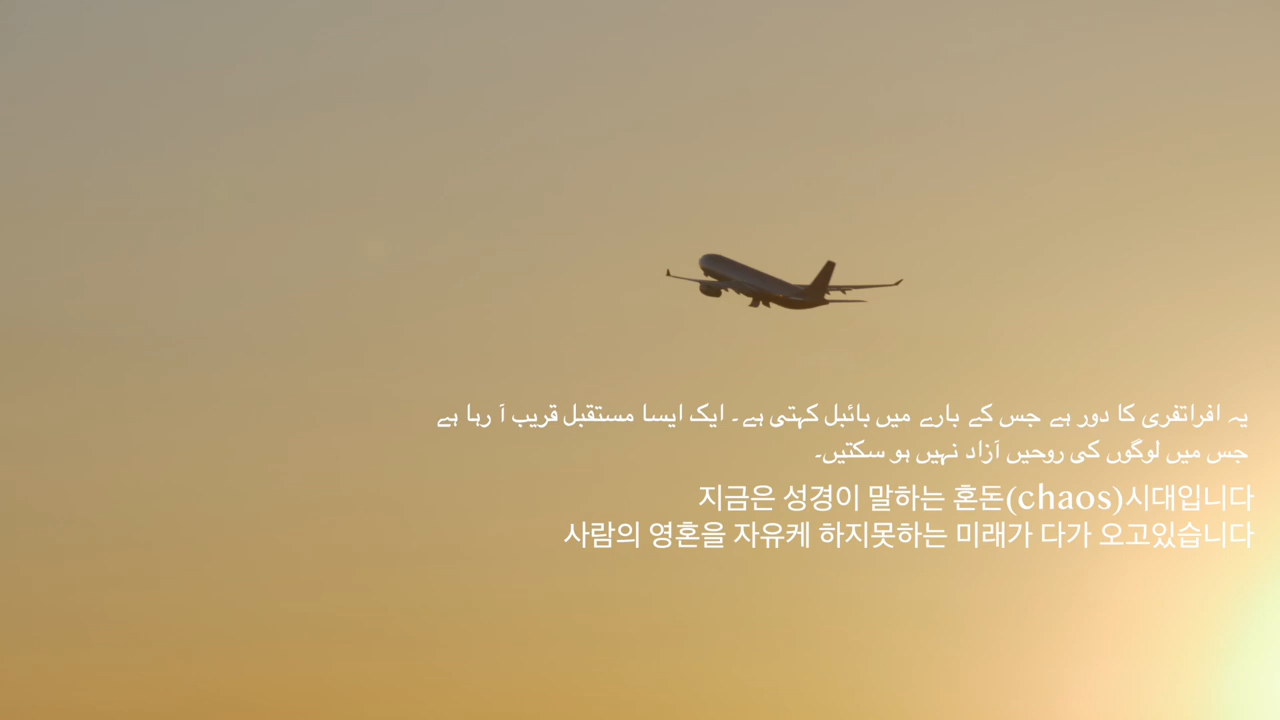 یہ افراتفری کا دور ہے جس کے بارے میں بائبل کہتی ہے۔ ایک ایسا مستقبل قریب آ رہا ہے
جس میں لوگوں کی روحیں آزاد نہیں ہو سکتیں۔
지금은 성경이 말하는 혼돈(chaos)시대입니다
사람의 영혼을 자유케 하지못하는 미래가 다가 오고있습니다